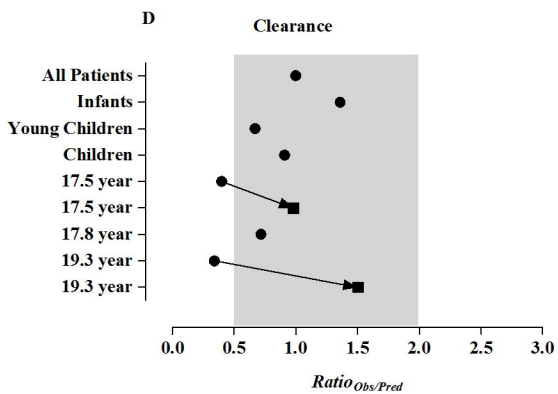 D
Clearance
All Patients
Infants
Young Children
Children
17.5 year
17.5 year
17.8 year
19.3 year
19.3 year
0.0 0.5 1.0 1.5 2.0 2.5 3.0
Ratio Obs/Pred